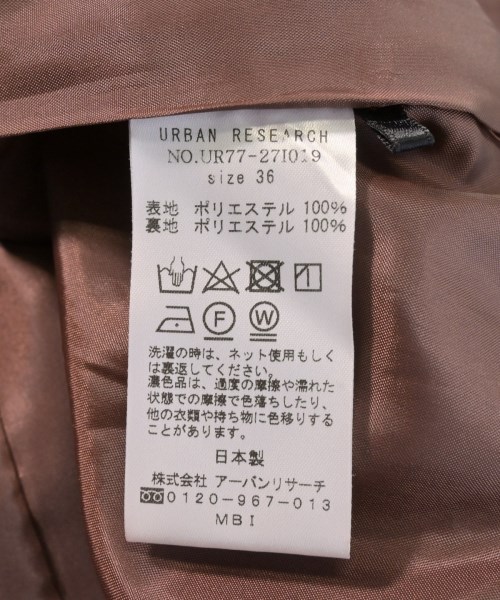 URBAN RESEARCH
NO.UR77-27I019
size 36
表地 ポリエステル 100%
裏地 ポリエステル 100%
F W
洗濯の時は、ネット使用もしく
は裏返してください。
濃色品は、過度の摩擦や濡れた
状態での摩擦で色落ちしたり、
他の衣類や持ち物に色移りする
ことがあります。
日本製
株式会社 アーバンリサーチ
0120-967-013
MBI